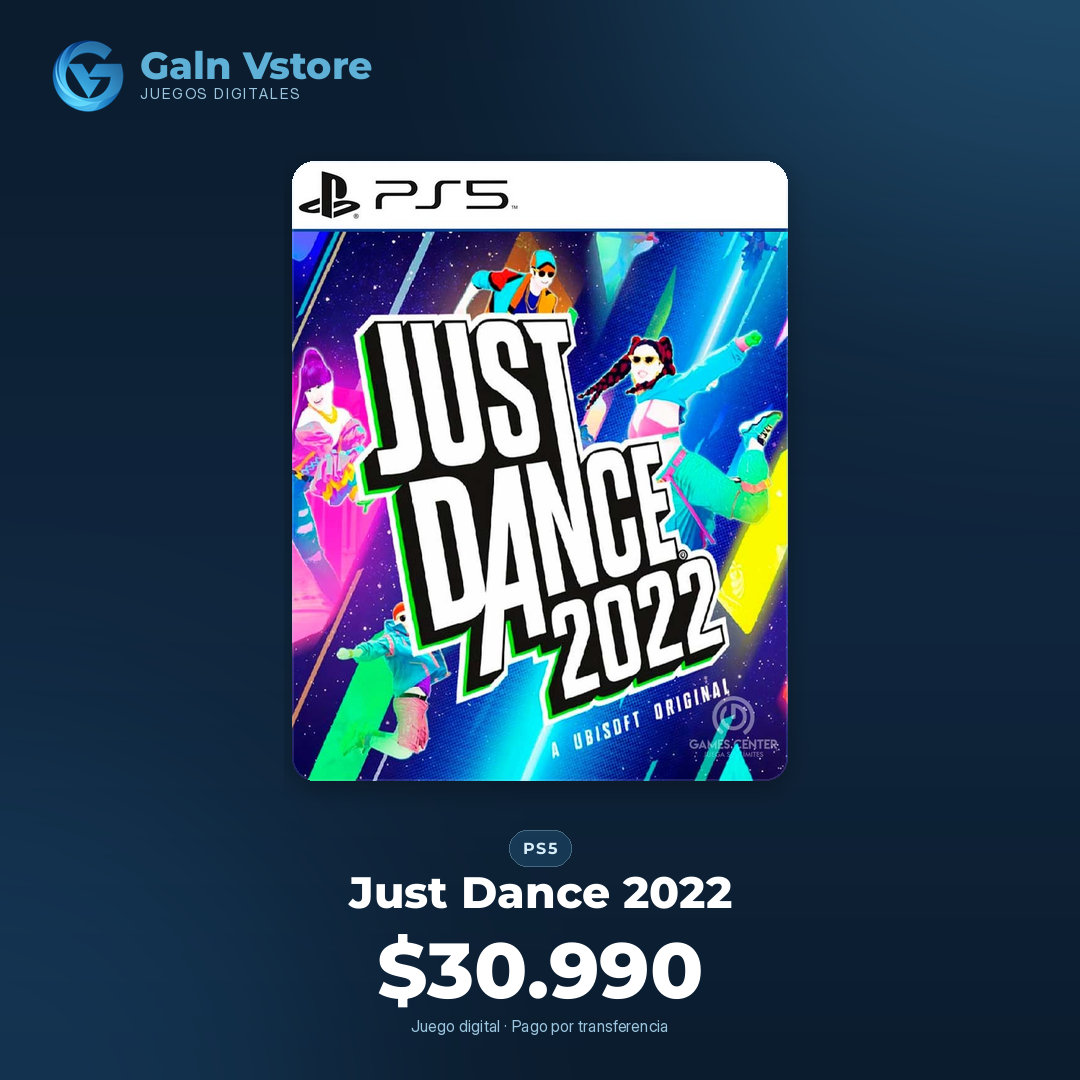 Galn Vstore
JUEGOS DIGITALES
PS5
JUST
DANCE
2022
A UBISOFT ORIGINAL
GAMES CENTER
PS5
Just Dance 2022
$30.990
Juego digital · Pago por transferencia